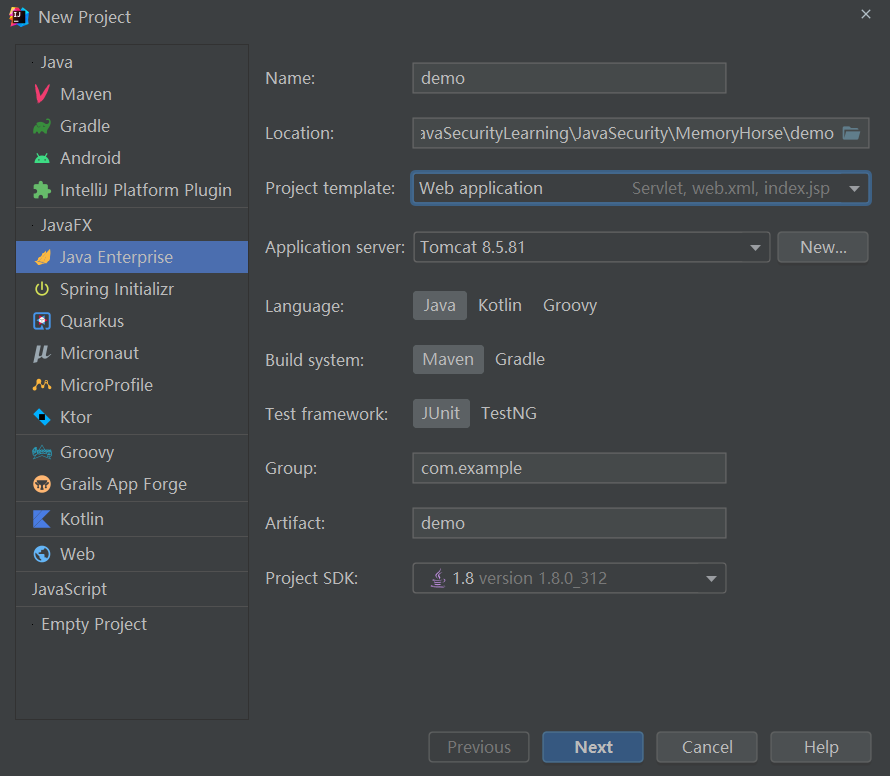 New Project
Java
Maven
Gradle
Android
IntelliJ Platform Plugin
JavaFX
Java Enterprise
Spring Initializr
Quarkus
Micronaut
MicroProfile
Ktor
Groovy
Grails App Forge
Kotlin
Web
JavaScript
Empty Project
Name: demo
Location: avaSecurityLearning\JavaSecurity\MemoryHorse\demo
Project template: Web application Servlet, web.xml, index.jsp
Application server: Tomcat 8.5.81 New...
Language: Java Kotlin Groovy
Build system: Maven Gradle
Test framework: JUnit TestNG
Group: com.example
Artifact: demo
Project SDK: 1.8 version 1.8.0_312
Previous Next Cancel Help